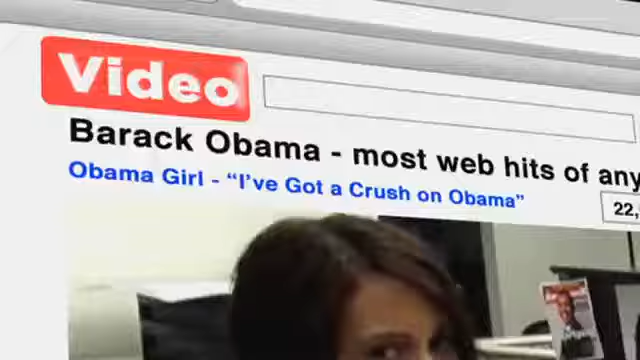 Video
Barack Obama - most web hits of any
Obama Girl - “I’ve Got a Crush on Obama”
22,